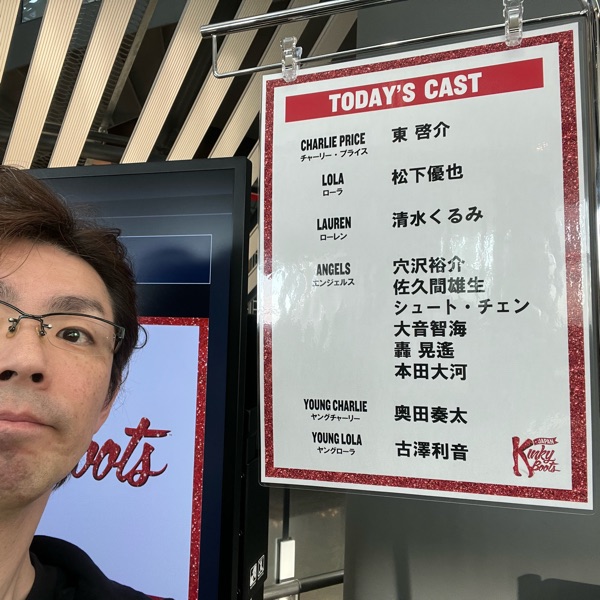 TODAY'S CAST
CHARLIE PRICE 東 啓介
チャーリー・プライス
LOLA 松下優也
ローラ
LAUREN 清水くるみ
ローレン
ANGELS 穴沢裕介
エンジェルス 佐久間雄生
シュート・チェン
大音智海
轟 晃遙
本田大河
YOUNG CHARLIE 奥田奏太
ヤングチャーリー
YOUNG LOLA 古澤利音
ヤングローラ
JAPAN
Kinky
Boots
oots